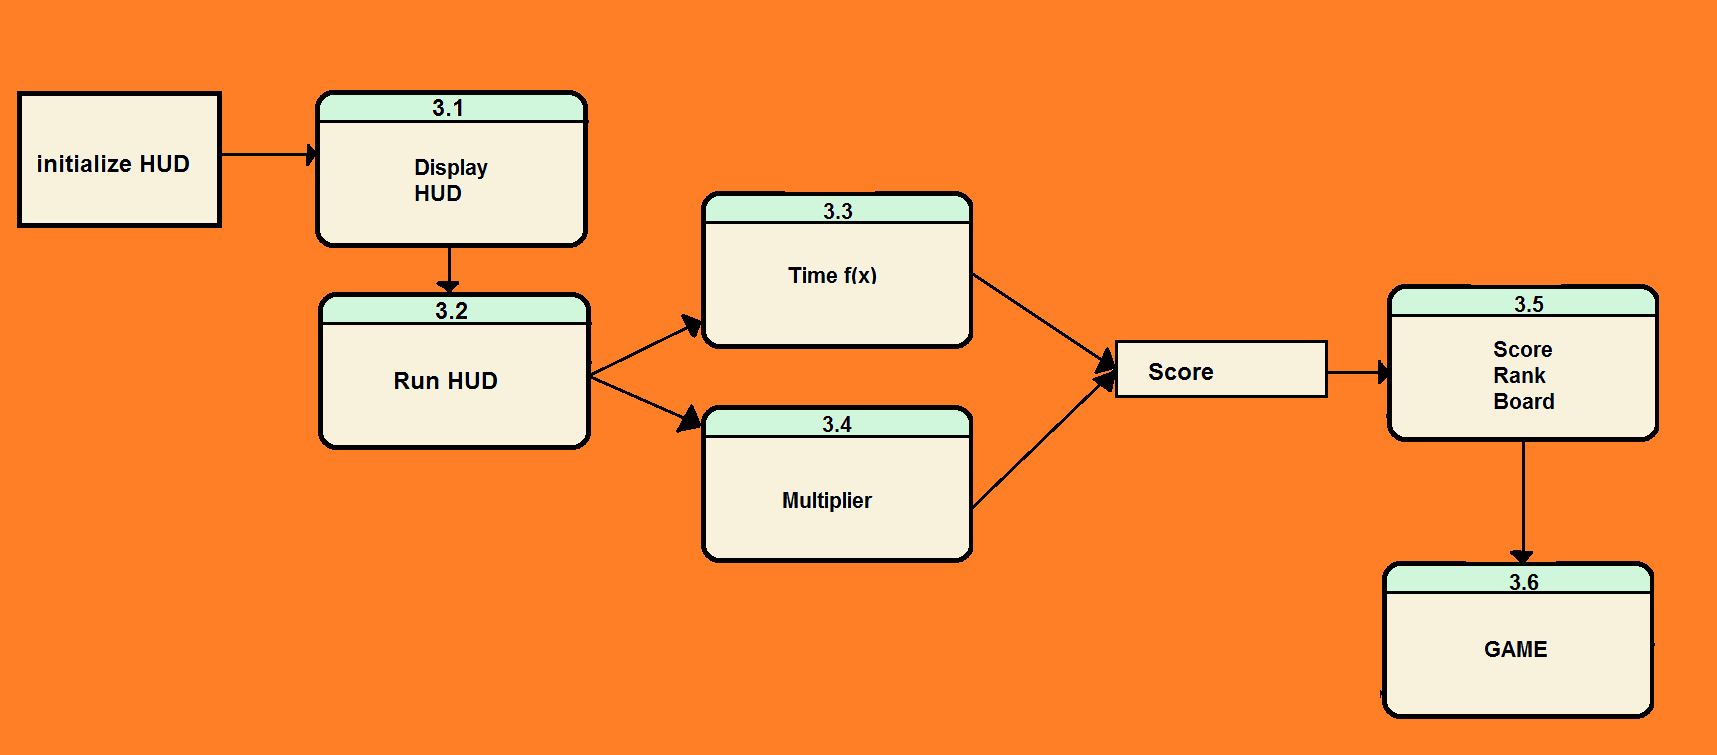 initialize HUD
3.1
Display
HUD
3.2
Run HUD
3.3
Time f(x)
3.4
Multiplier
Score
3.5
Score
Rank
Board
3.6
GAME